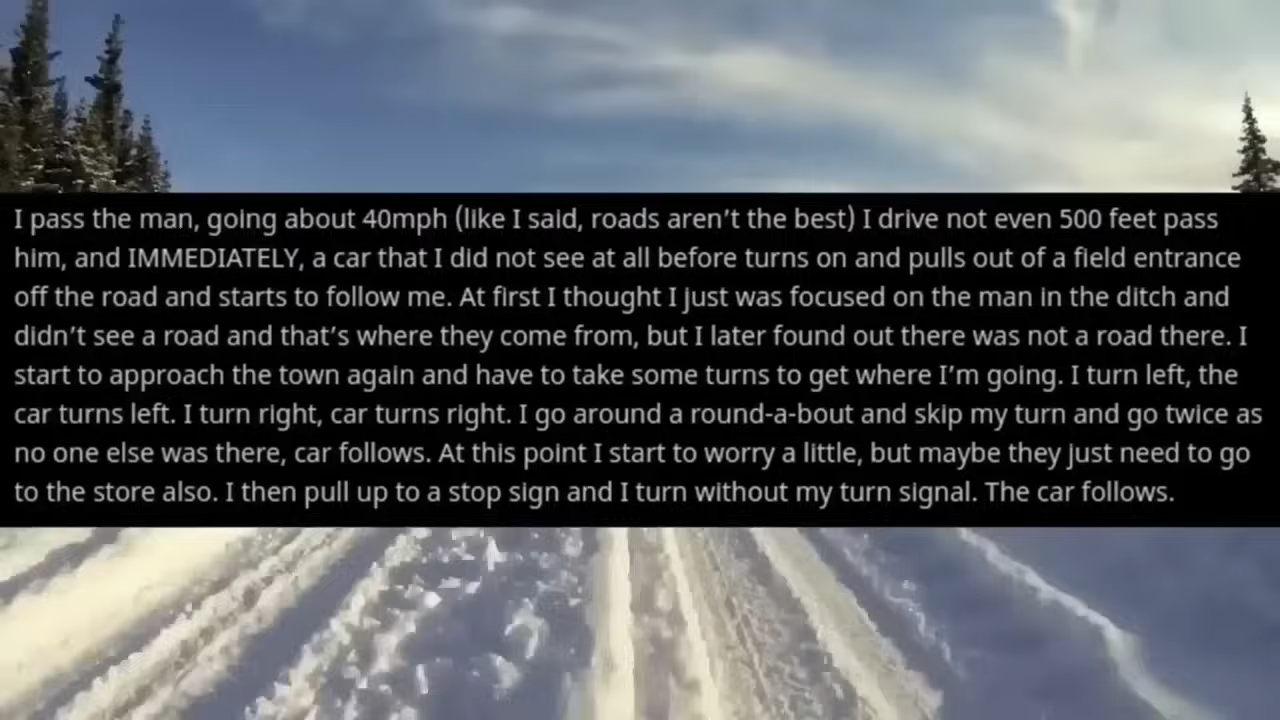 I pass the man, going about 40mph (like I said, roads aren't the best) I drive not even 500 feet pass
him, and IMMEDIATELY, a car that I did not see at all before turns on and pulls out of a field entrance
off the road and starts to follow me. At first I thought I just was focused on the man in the ditch and
didn't see a road and that's where they come from, but I later found out there was not a road there. I
start to approach the town again and have to take some turns to get where I'm going. I turn left, the
car turns left. I turn right, car turns right. I go around a round-a-bout and skip my turn and go twice as
no one else was there, car follows. At this point I start to worry a little, but maybe they just need to go
to the store also. I then pull up to a stop sign and I turn without my turn signal. The car follows.